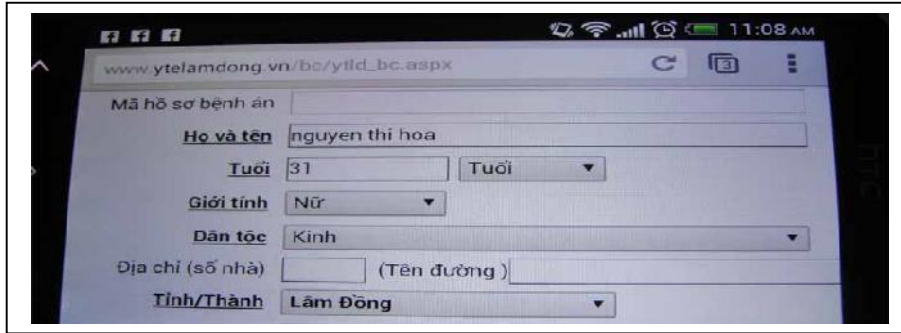 11:08 AM
www.ytelamdong.vn/bc/ytld_bc.aspx
3
Mã hồ sơ bệnh án
Họ và tên nguyen thi hoa
Tuổi 31 Tuổi
Giới tính Nữ
Dân tộc Kinh
Địa chỉ (số nhà) (Tên đường )
Tỉnh/Thành Lâm Đồng
hTC